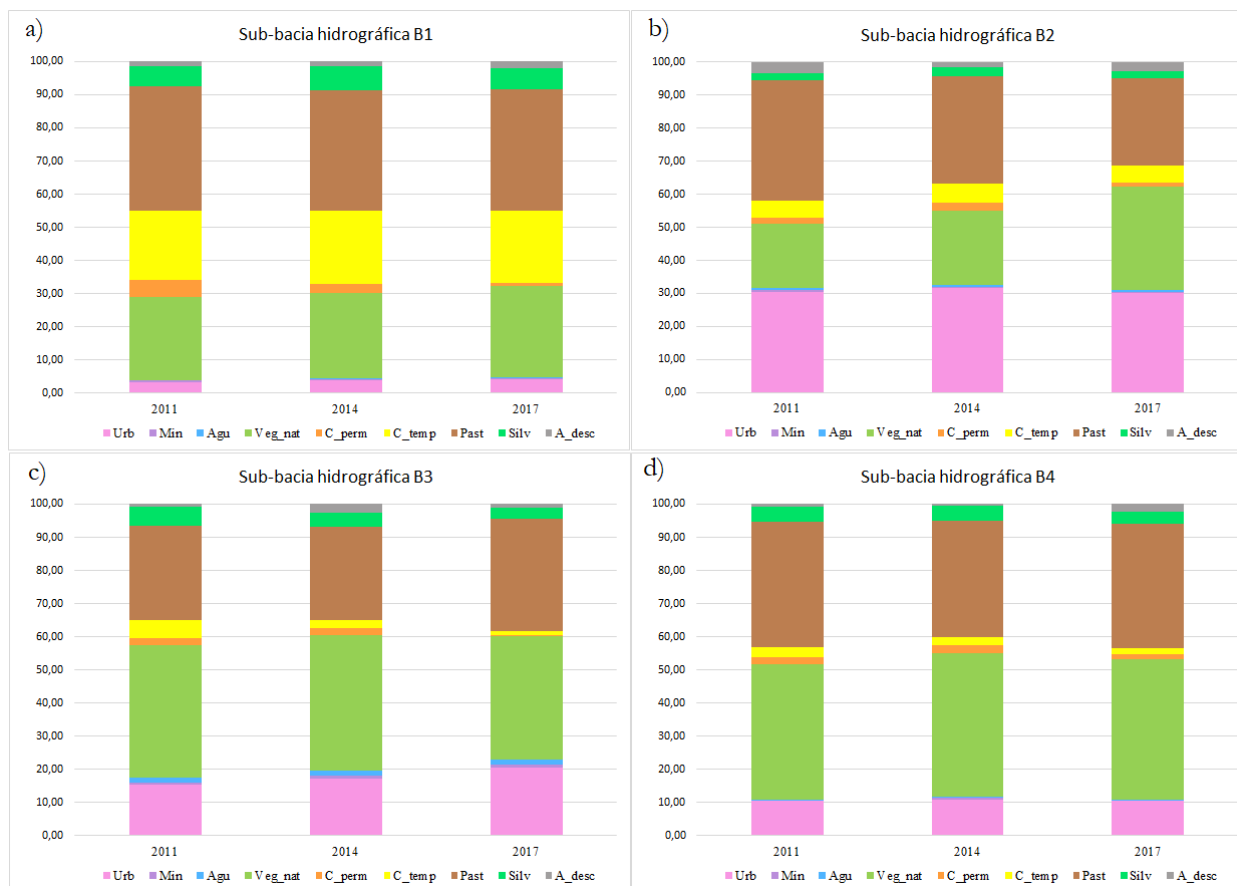 a)
Sub-bacia hidrográfica B1
100,00
90,00
80,00
70,00
60,00
50,00
40,00
30,00
20,00
10,00
0,00
2011 2014 2017
Urb Min Agu Veg_nat C_perm C_temp Past Silv A_desc
b)
Sub-bacia hidrográfica B2
100,00
90,00
80,00
70,00
60,00
50,00
40,00
30,00
20,00
10,00
0,00
2011 2014 2017
Urb Min Agu Veg_nat C_perm C_temp Past Silv A_desc
c)
Sub-bacia hidrográfica B3
100,00
90,00
80,00
70,00
60,00
50,00
40,00
30,00
20,00
10,00
0,00
2011 2014 2017
Urb Min Agu Veg_nat C_perm C_temp Past Silv A_desc
d)
Sub-bacia hidrográfica B4
100,00
90,00
80,00
70,00
60,00
50,00
40,00
30,00
20,00
10,00
0,00
2011 2014 2017
Urb Min Agu Veg_nat C_perm C_temp Past Silv A_desc